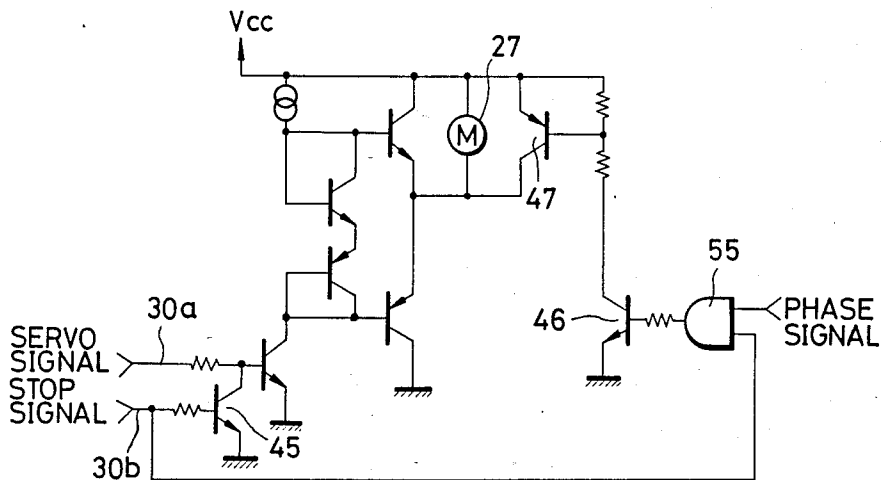 Vcc
27
M
47
55
PHASE
SIGNAL
46
30a
SERVO
SIGNAL
STOP
SIGNAL
45
30b